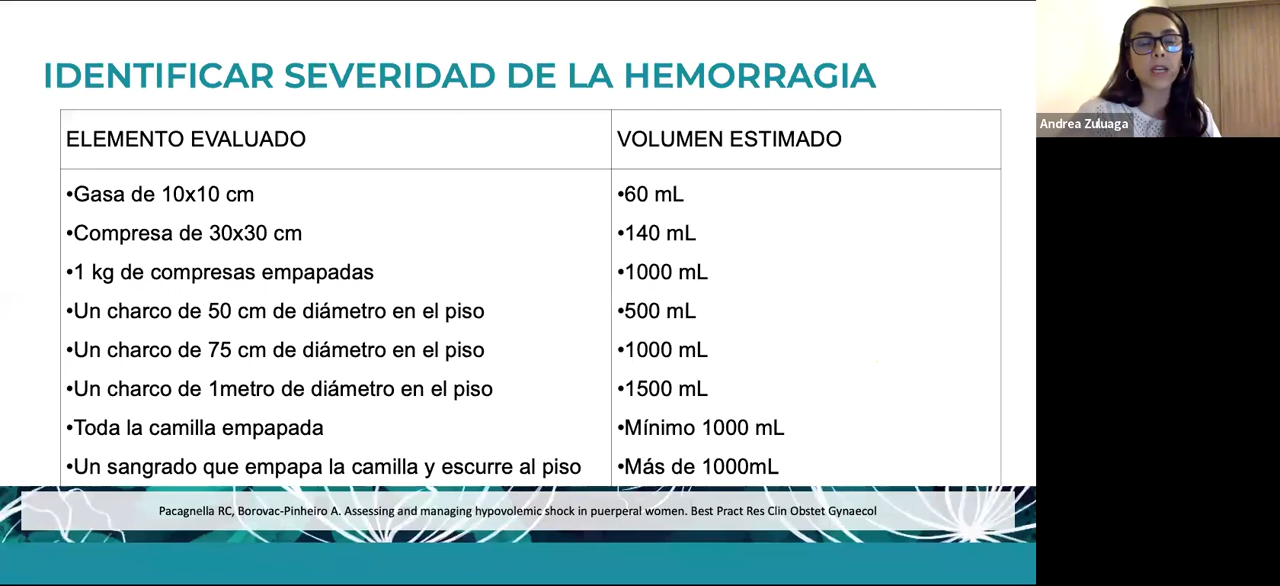 IDENTIFICAR SEVERIDAD DE LA HEMORRAGIA
ELEMENTO EVALUADO VOLUMEN ESTIMADO
•Gasa de 10x10 cm •60 mL
•Compresa de 30x30 cm •140 mL
•1 kg de compresas empapadas •1000 mL
•Un charco de 50 cm de diámetro en el piso •500 mL
•Un charco de 75 cm de diámetro en el piso •1000 mL
•Un charco de 1metro de diámetro en el piso •1500 mL
•Toda la camilla empapada •Mínimo 1000 mL
•Un sangrado que empapa la camilla y escurre al piso •Más de 1000mL
Pacagnella RC, Borovac-Pinheiro A. Assessing and managing hypovolemic shock in puerperal women. Best Pract Res Clin Obstet Gynaecol
Andrea Zuluaga